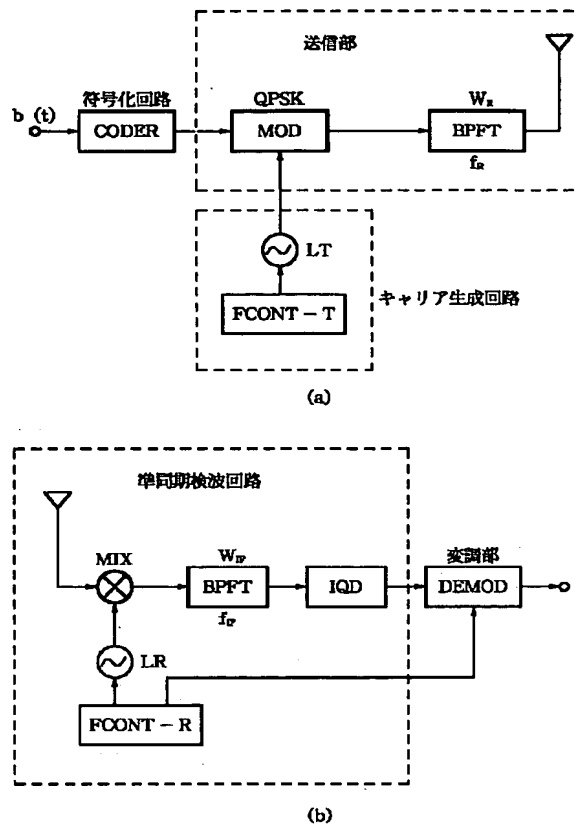 送信部
符号化回路
b (t)
CODER
QPSK
MOD
W_R
BPFT
f_R
LT
FCONT-T
キャリア生成回路
(a)
準同期検波回路
MIX
W_IF
BPFT
f_IF
IQD
変調部
DEMOD
LR
FCONT-R
(b)